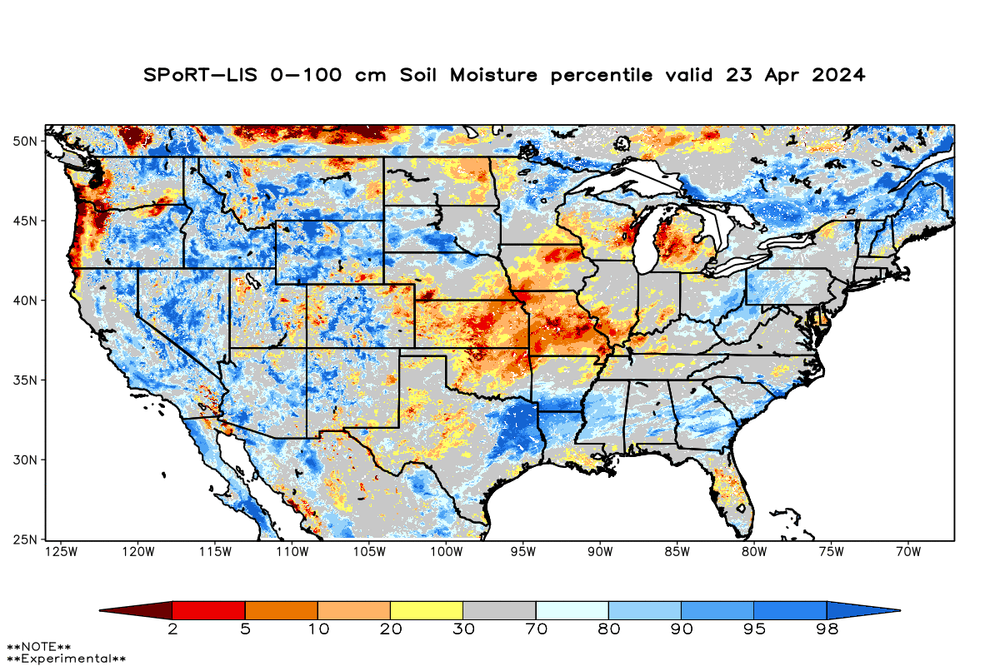 SPoRT-LIS 0-100 cm Soil Moisture percentile valid 23 Apr 2024
50N
45N
40N
35N
30N
25N
125W 120W 115W 110W 105W 100W 95W 90W 85W 80W 75W 70W
2 5 10 20 30 70 80 90 95 98
**NOTE**
**Experimental**